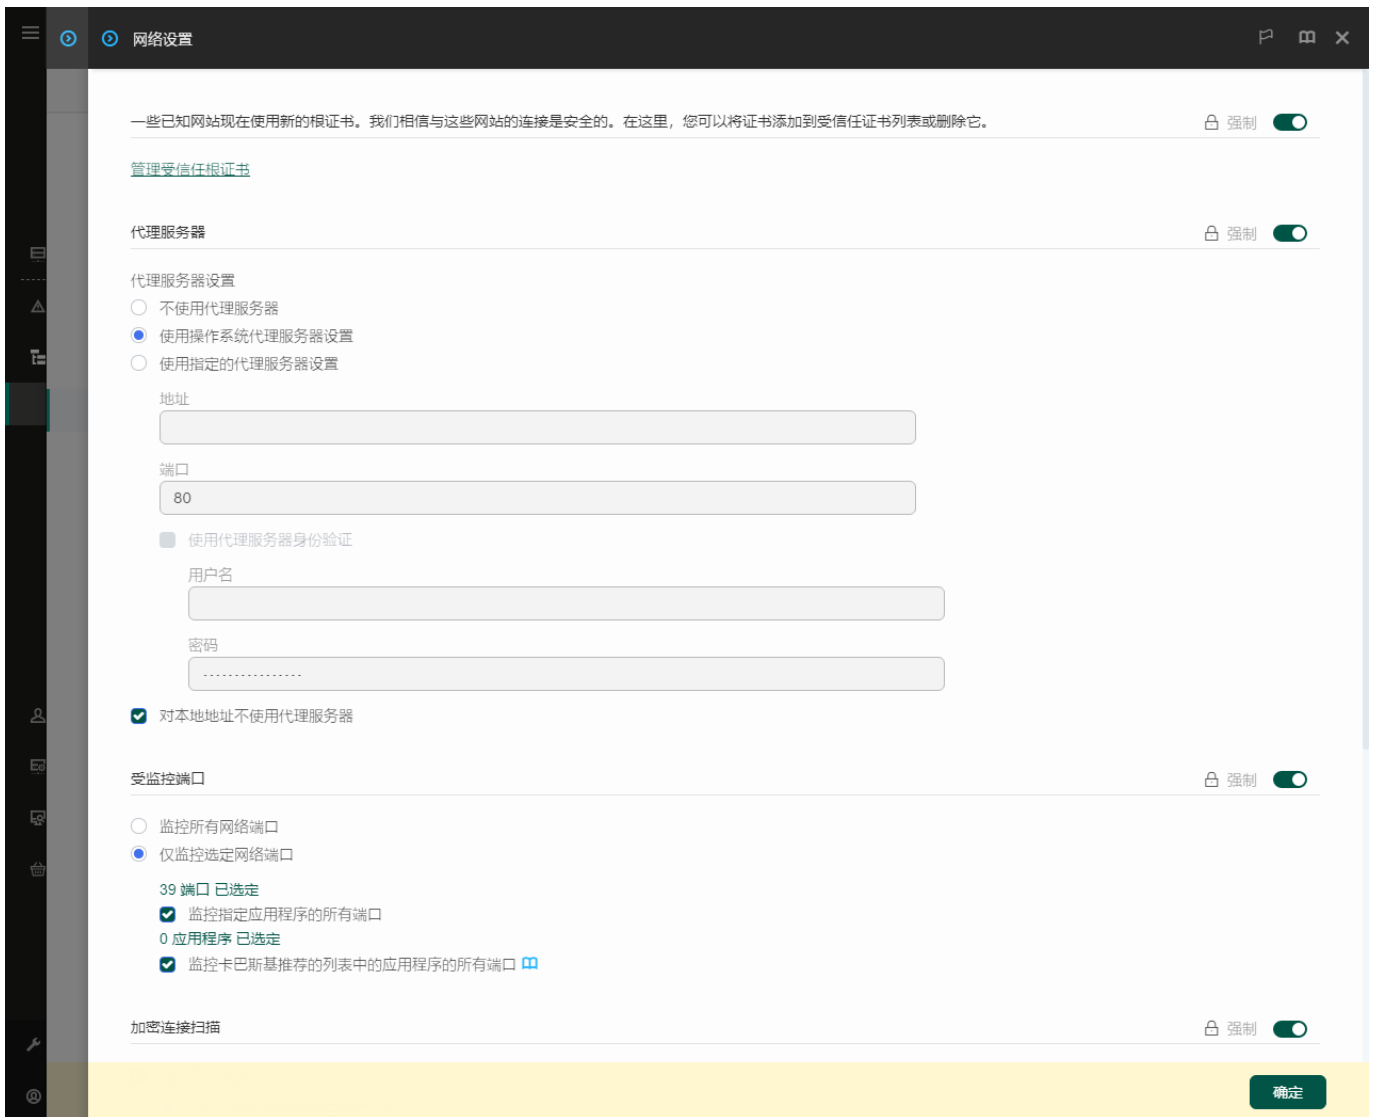 网络设置
一些已知网站现在使用新的根证书。我们相信与这些网站的连接是安全的。在这里，您可以将证书添加到受信任证书列表或删除它。
强制
管理受信任根证书
代理服务器
强制
代理服务器设置
不使用代理服务器
使用操作系统代理服务器设置
使用指定的代理服务器设置
地址
端口
80
使用代理服务器身份验证
用户名
密码
对本地地址不使用代理服务器
受监控端口
强制
监控所有网络端口
仅监控选定网络端口
39 端口 已选定
监控指定应用程序的所有端口
0 应用程序 已选定
监控卡巴斯基推荐的列表中的应用程序的所有端口
加密连接扫描
强制
确定